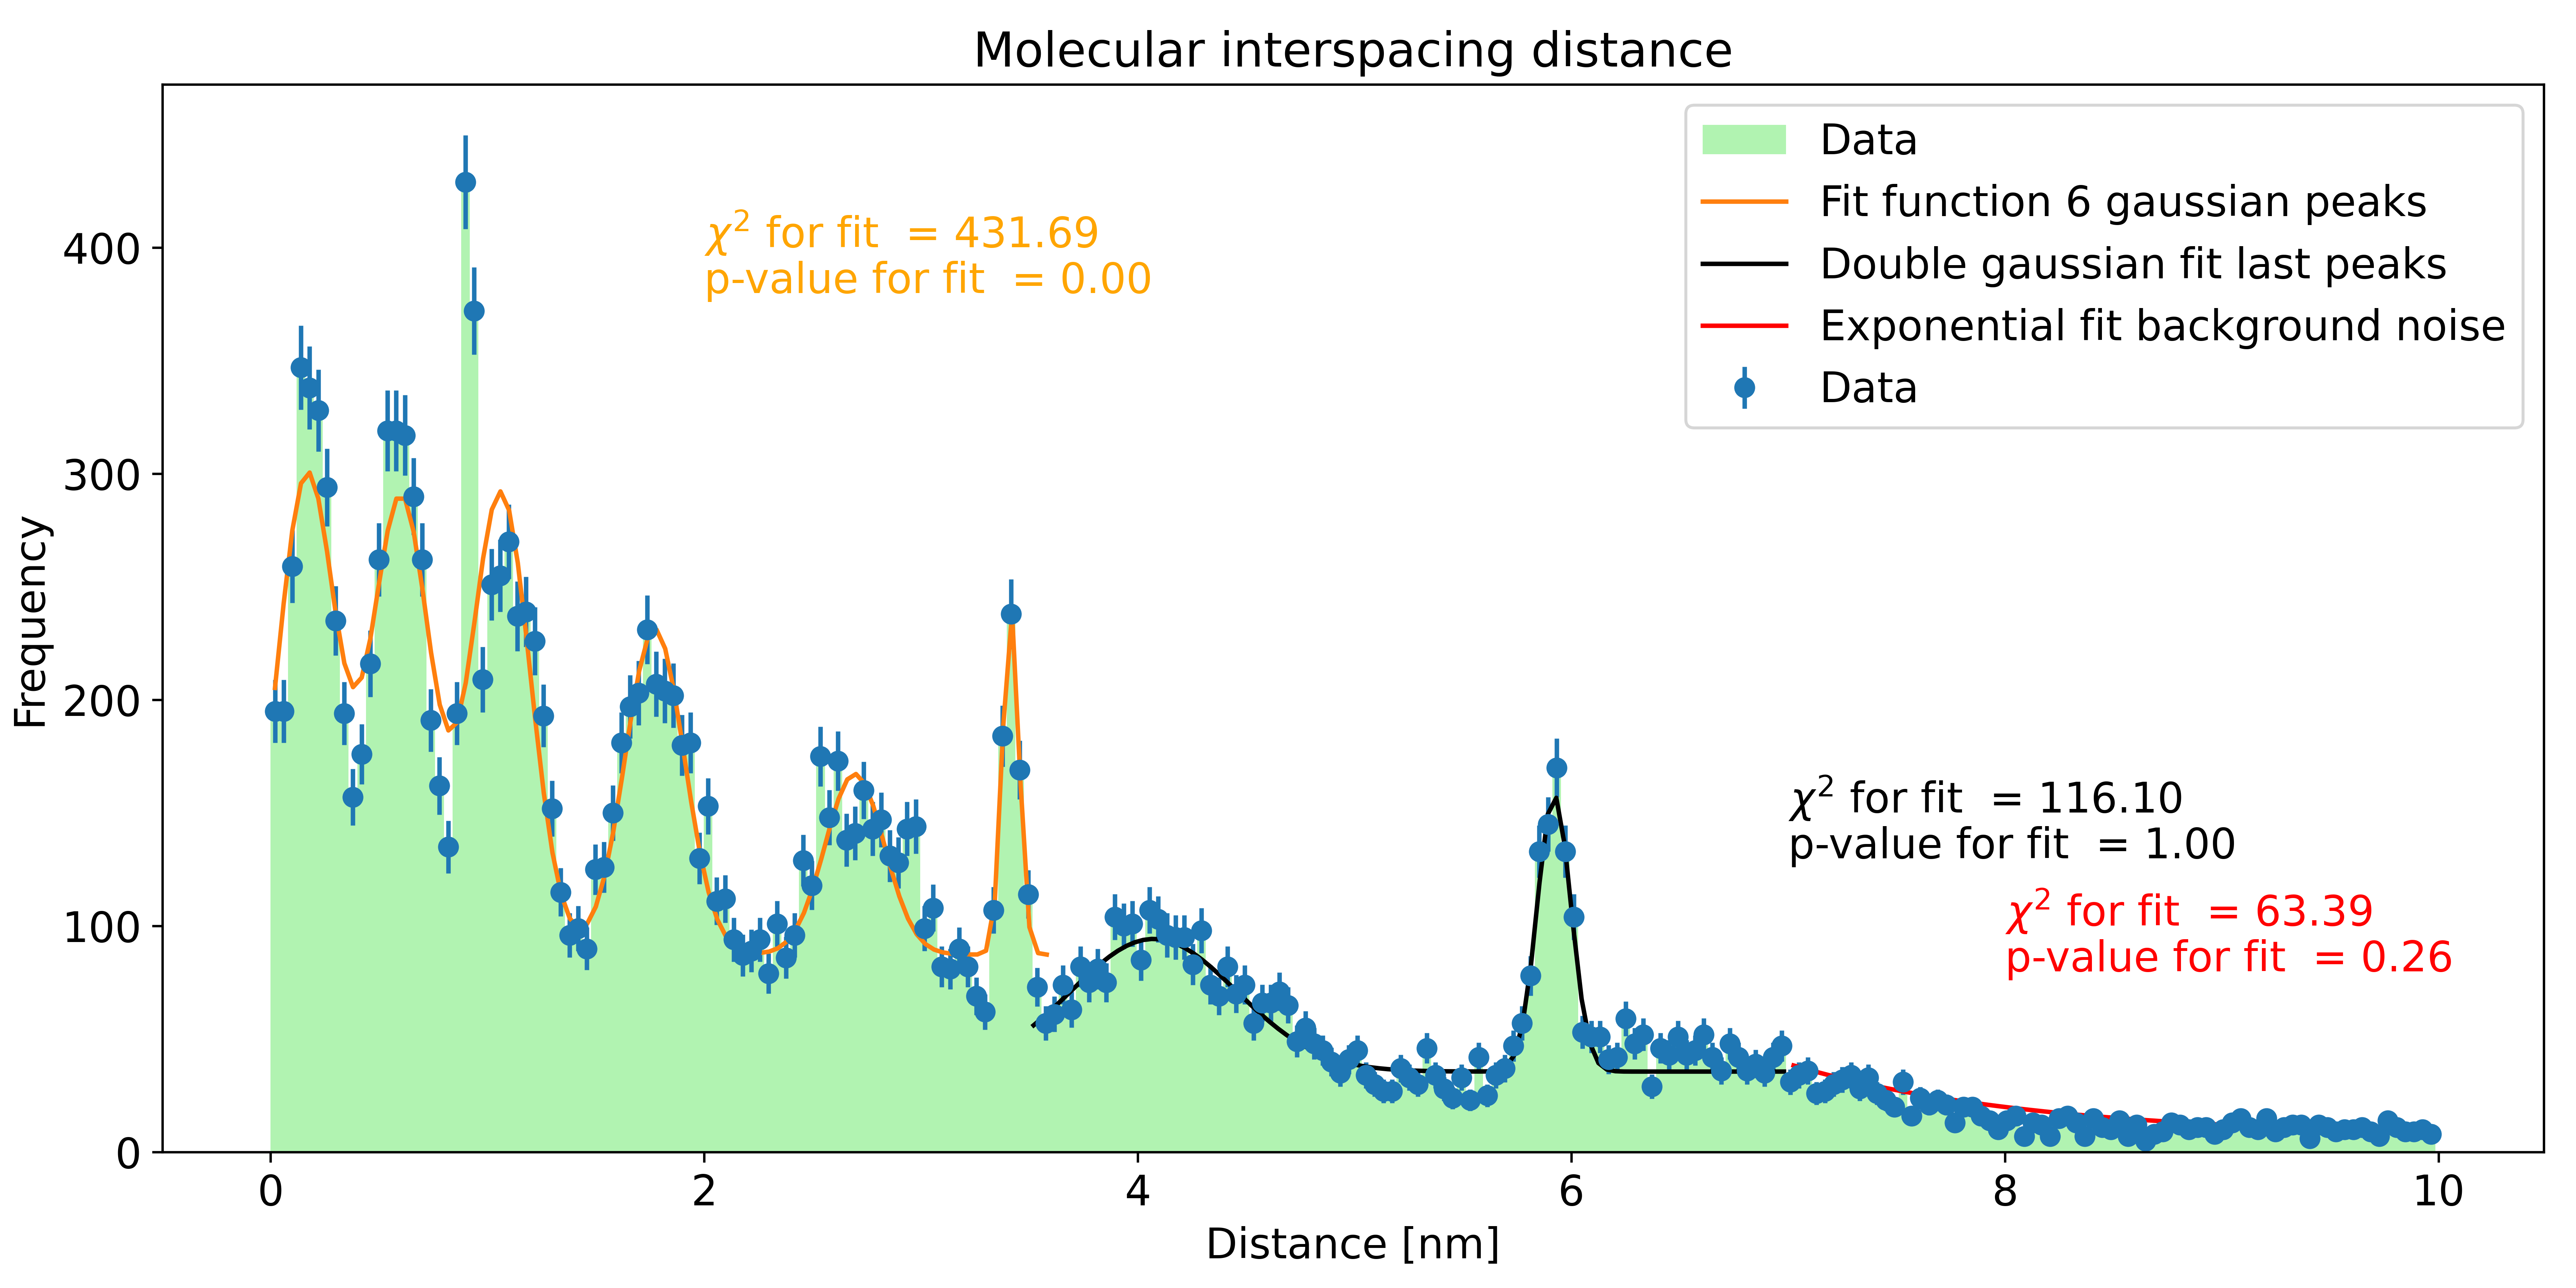 Molecular interspacing distance
Data
Fit function 6 gaussian peaks
Double gaussian fit last peaks
Exponential fit background noise
Data
χ² for fit = 431.69
p-value for fit = 0.00
χ² for fit = 116.10
p-value for fit = 1.00
χ² for fit = 63.39
p-value for fit = 0.26
Frequency
400
300
200
100
0
0 2 4 6 8 10
Distance [nm]